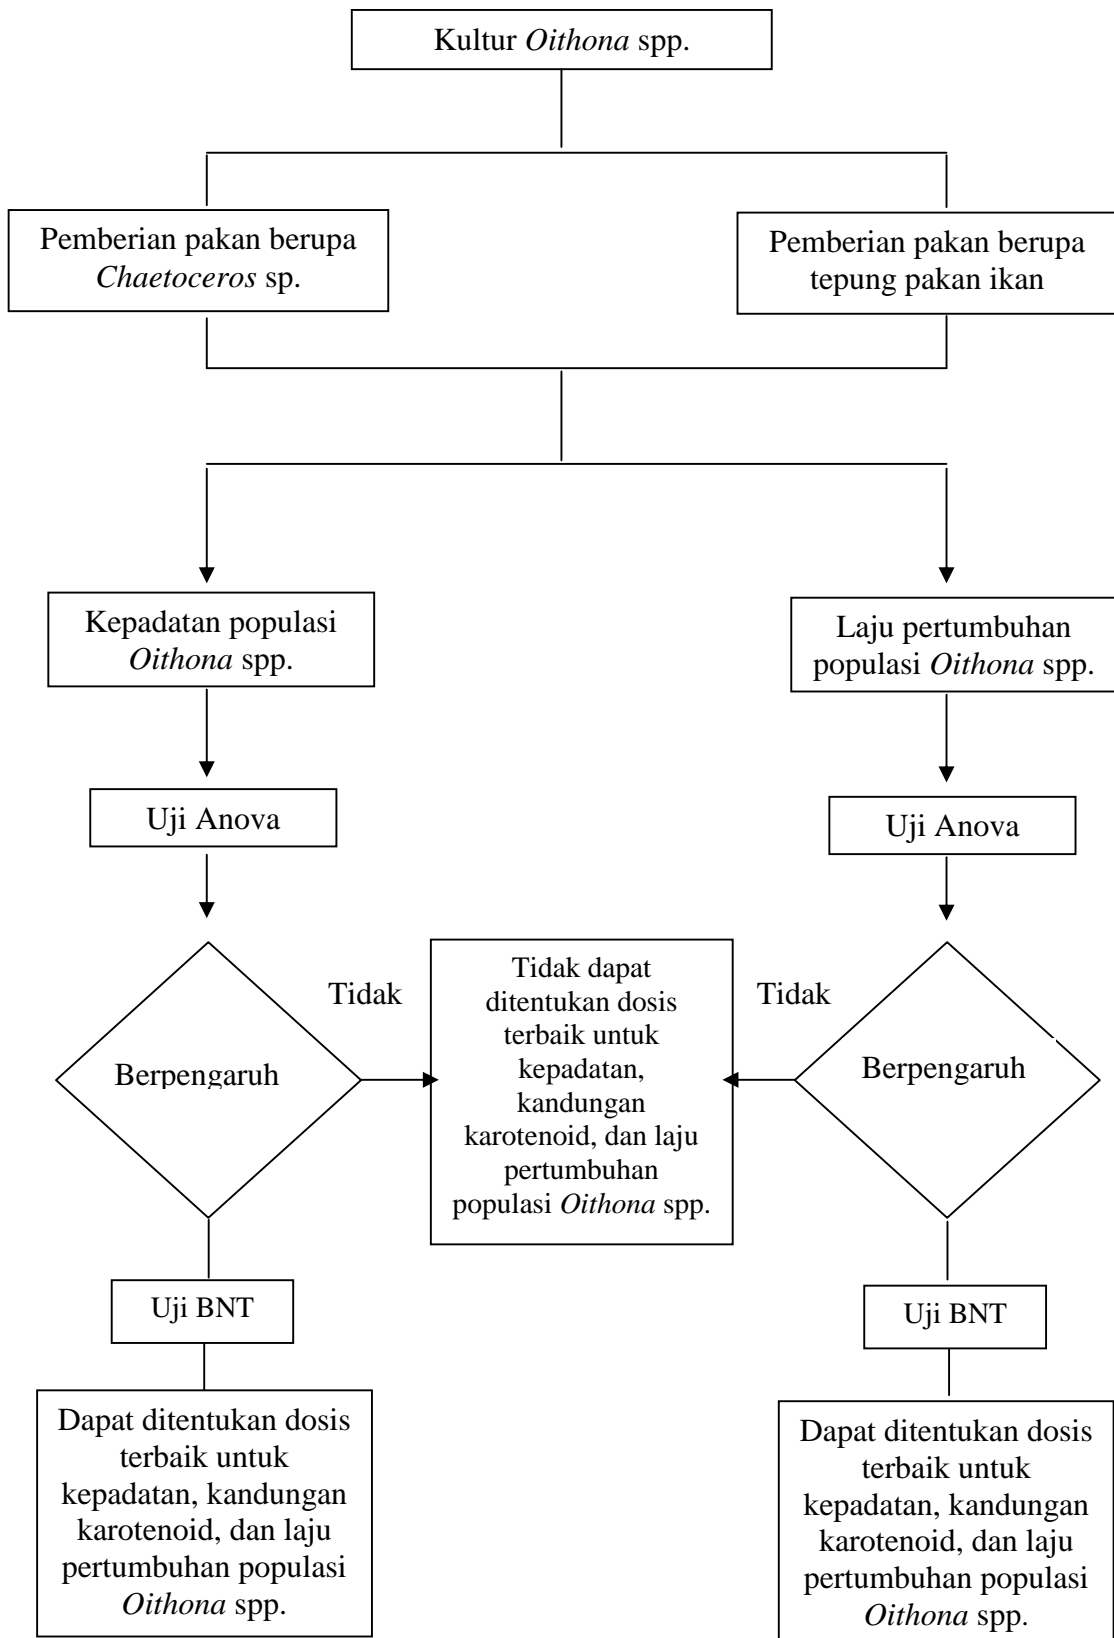 Kultur Oithona spp.
Pemberian pakan berupa
Chaetoceros sp.
Pemberian pakan berupa
tepung pakan ikan
Kepadatan populasi
Oithona spp.
Laju pertumbuhan
populasi Oithona spp.
Uji Anova
Uji Anova
Berpengaruh
Tidak
Tidak dapat
ditentukan dosis
terbaik untuk
kepadatan,
kandungan
karotenoid, dan laju
pertumbuhan
populasi Oithona spp.
Tidak
Berpengaruh
Uji BNT
Uji BNT
Dapat ditentukan dosis
terbaik untuk
kepadatan, kandungan
karotenoid, dan laju
pertumbuhan populasi
Oithona spp.
Dapat ditentukan dosis
terbaik untuk
kepadatan, kandungan
karotenoid, dan laju
pertumbuhan populasi
Oithona spp.